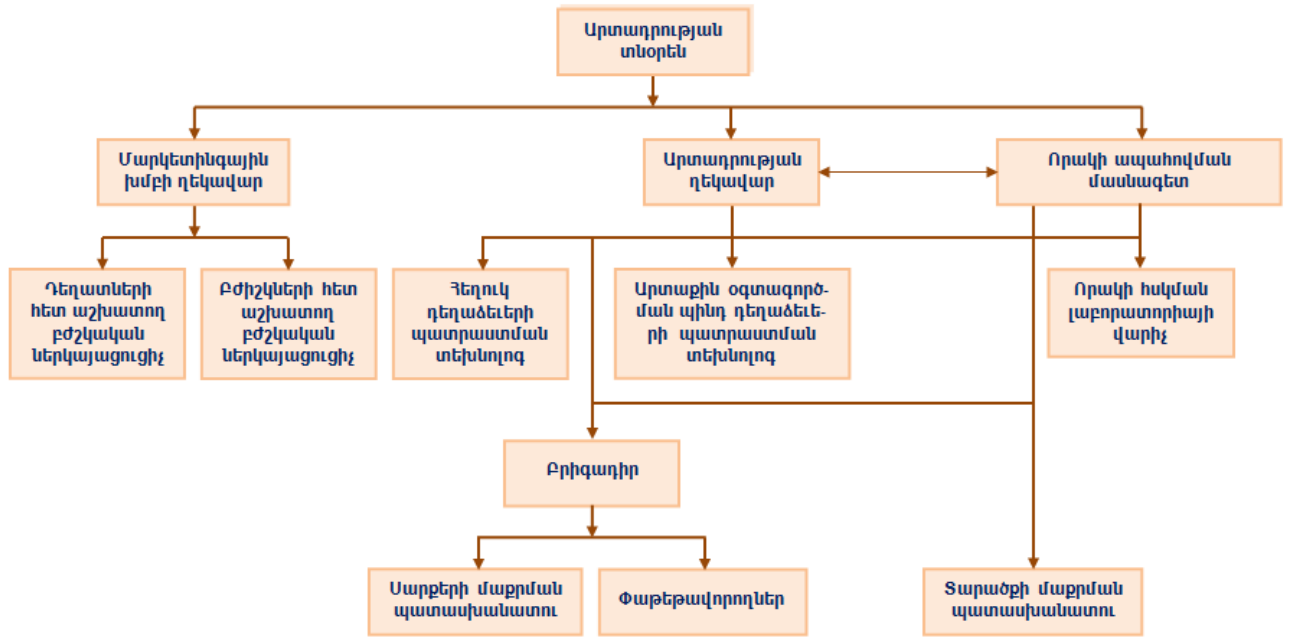 Արտադրության
տնօրեն
Մարկետինգային
խմբի ղեկավար
Արտադրության
ղեկավար
Որակի ապահովման
մասնագետ
Դեղատների
հետ աշխատող
բժշկական
ներկայացուցիչ
Բժիշկների հետ
աշխատող
բժշկական
ներկայացուցիչ
Հեղուկ
դեղաձեւերի
պատրաստման
տեխնոլոգ
Արտաքին օգտագործ-
ման պինդ դեղաձեւե-
րի պատրաստման
տեխնոլոգ
Որակի հսկման
լաբորատորիայի
վարիչ
Բրիգադիր
Սարքերի մաքրման
պատասխանատու
Փաթեթավորողներ
Տարածքի մաքրման
պատասխանատու